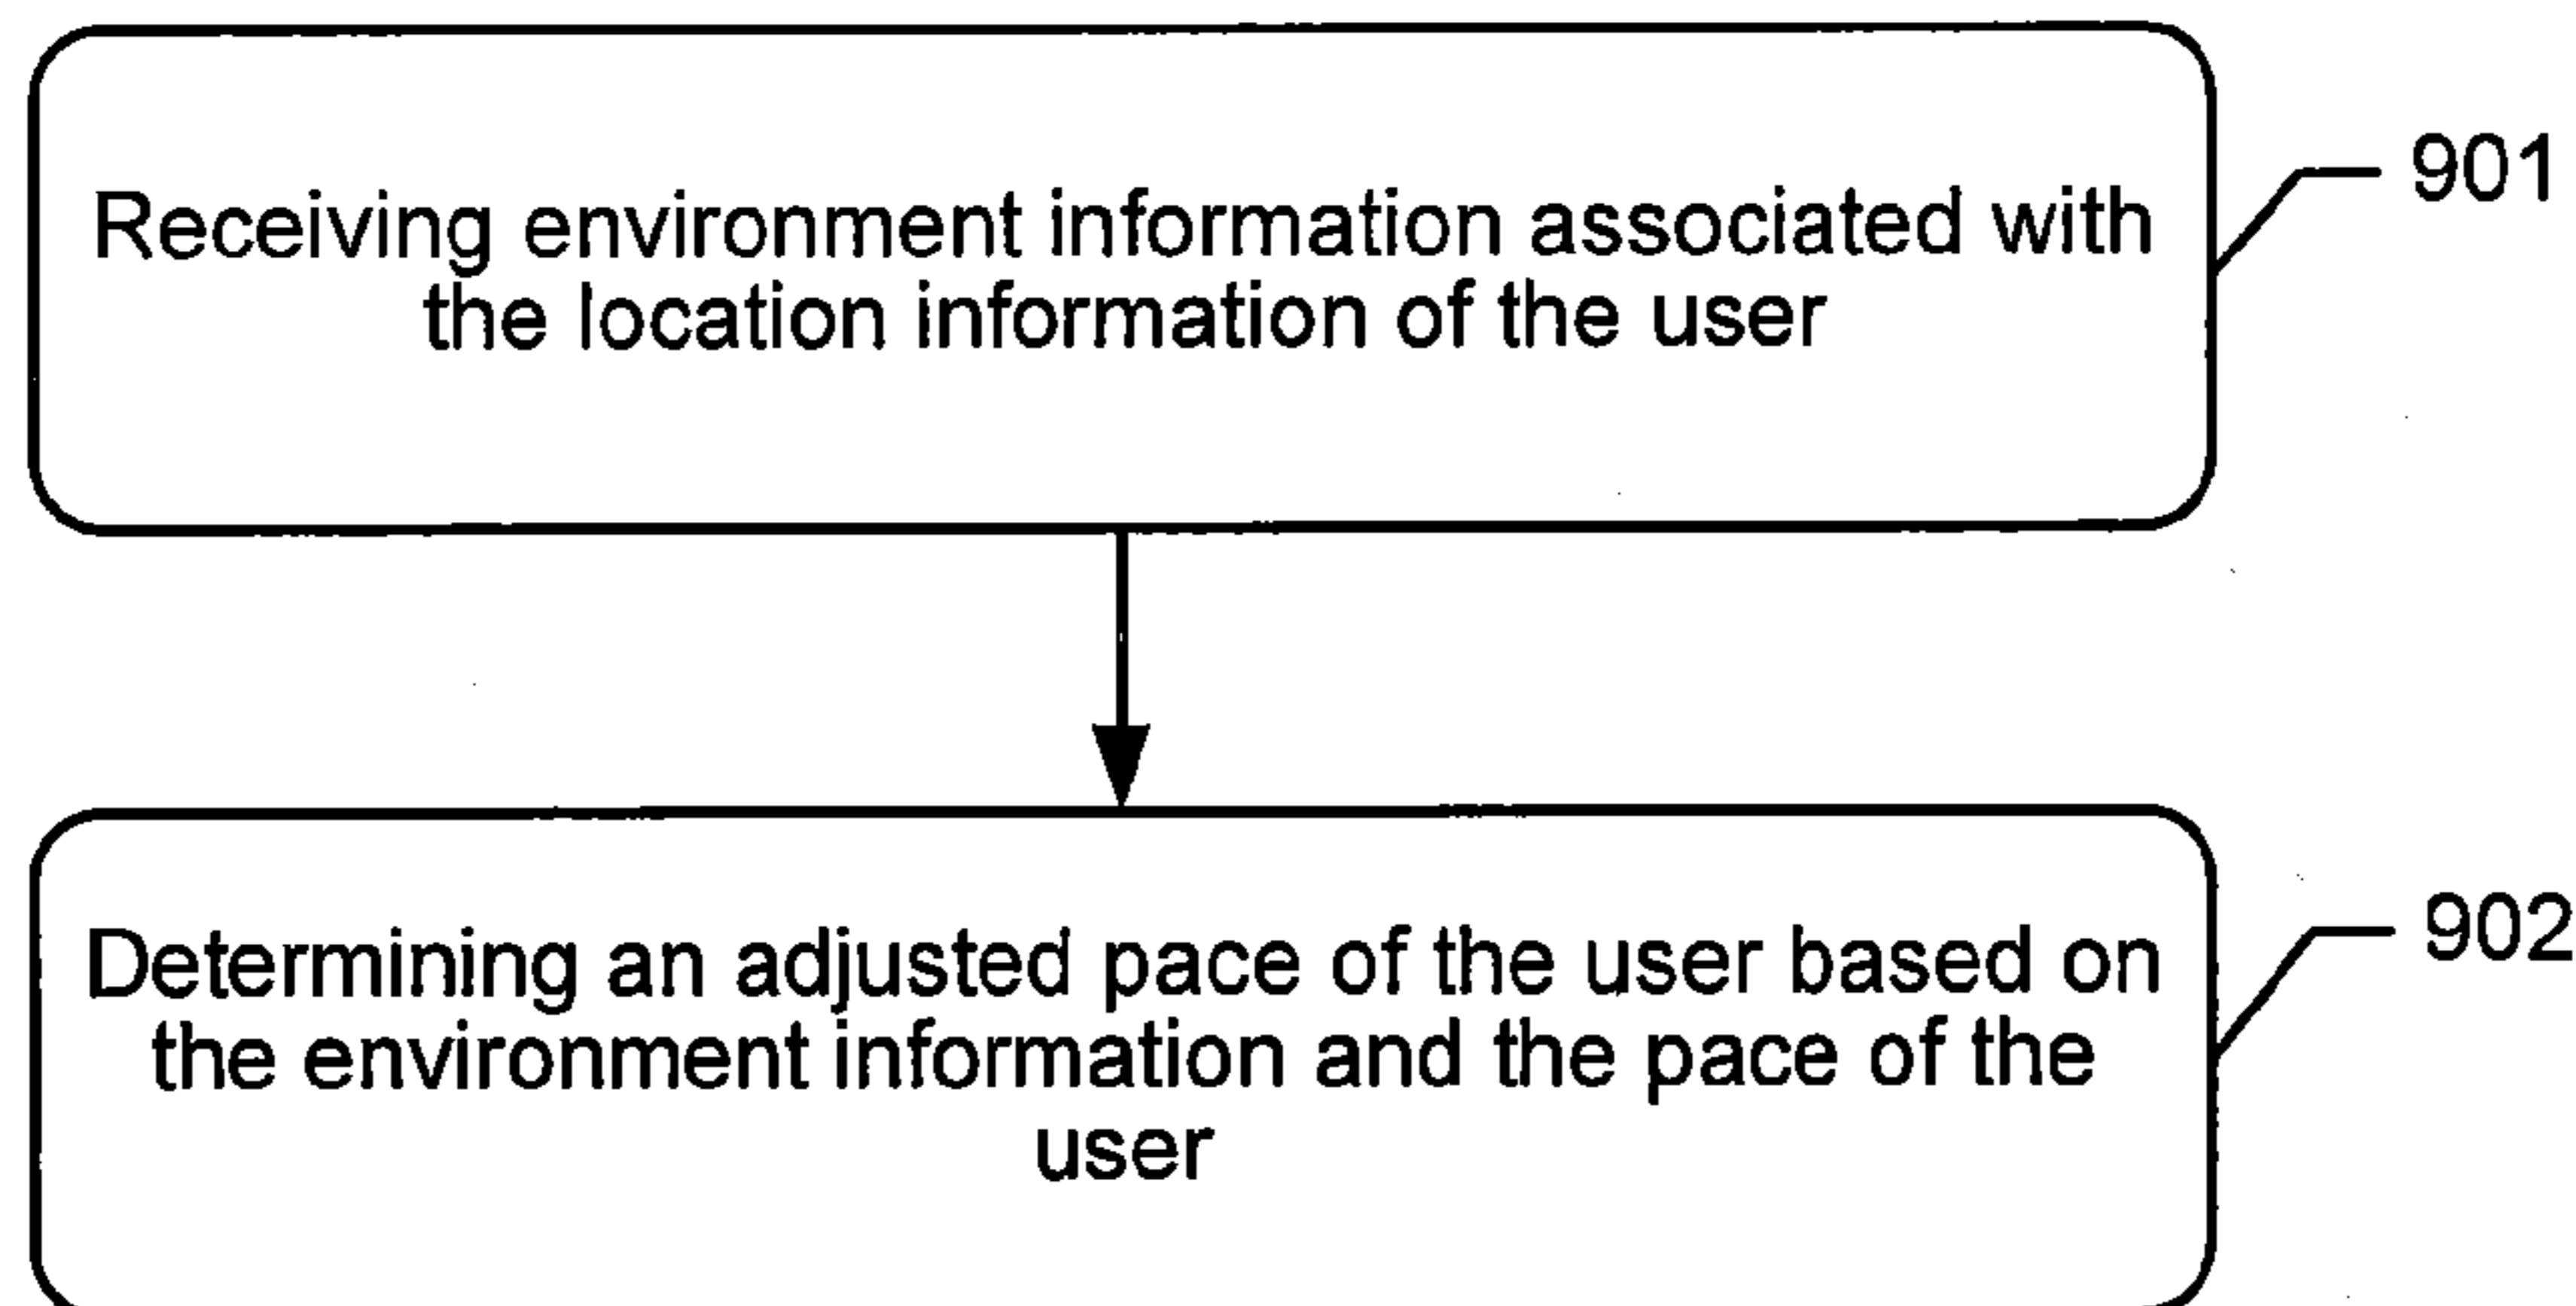 Receiving environment information associated with
the location information of the user
901
Determining an adjusted pace of the user based on
the environment information and the pace of the
user
902